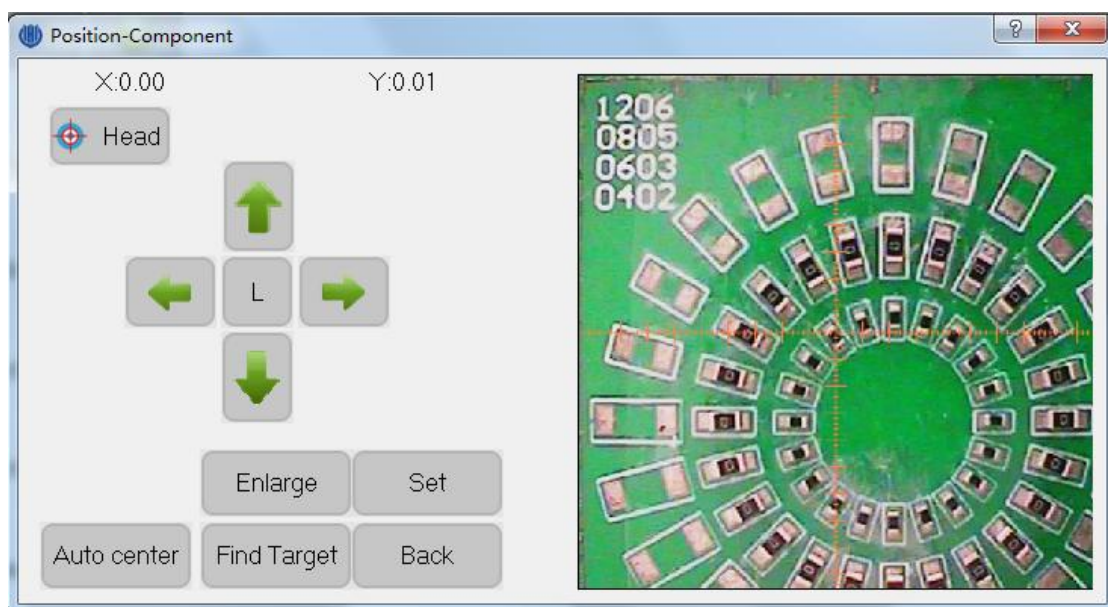 Position-Component
X:0.00 Y:0.01
Head
L
Enlarge Set
Auto center Find Target Back
1206
0805
0603
0402